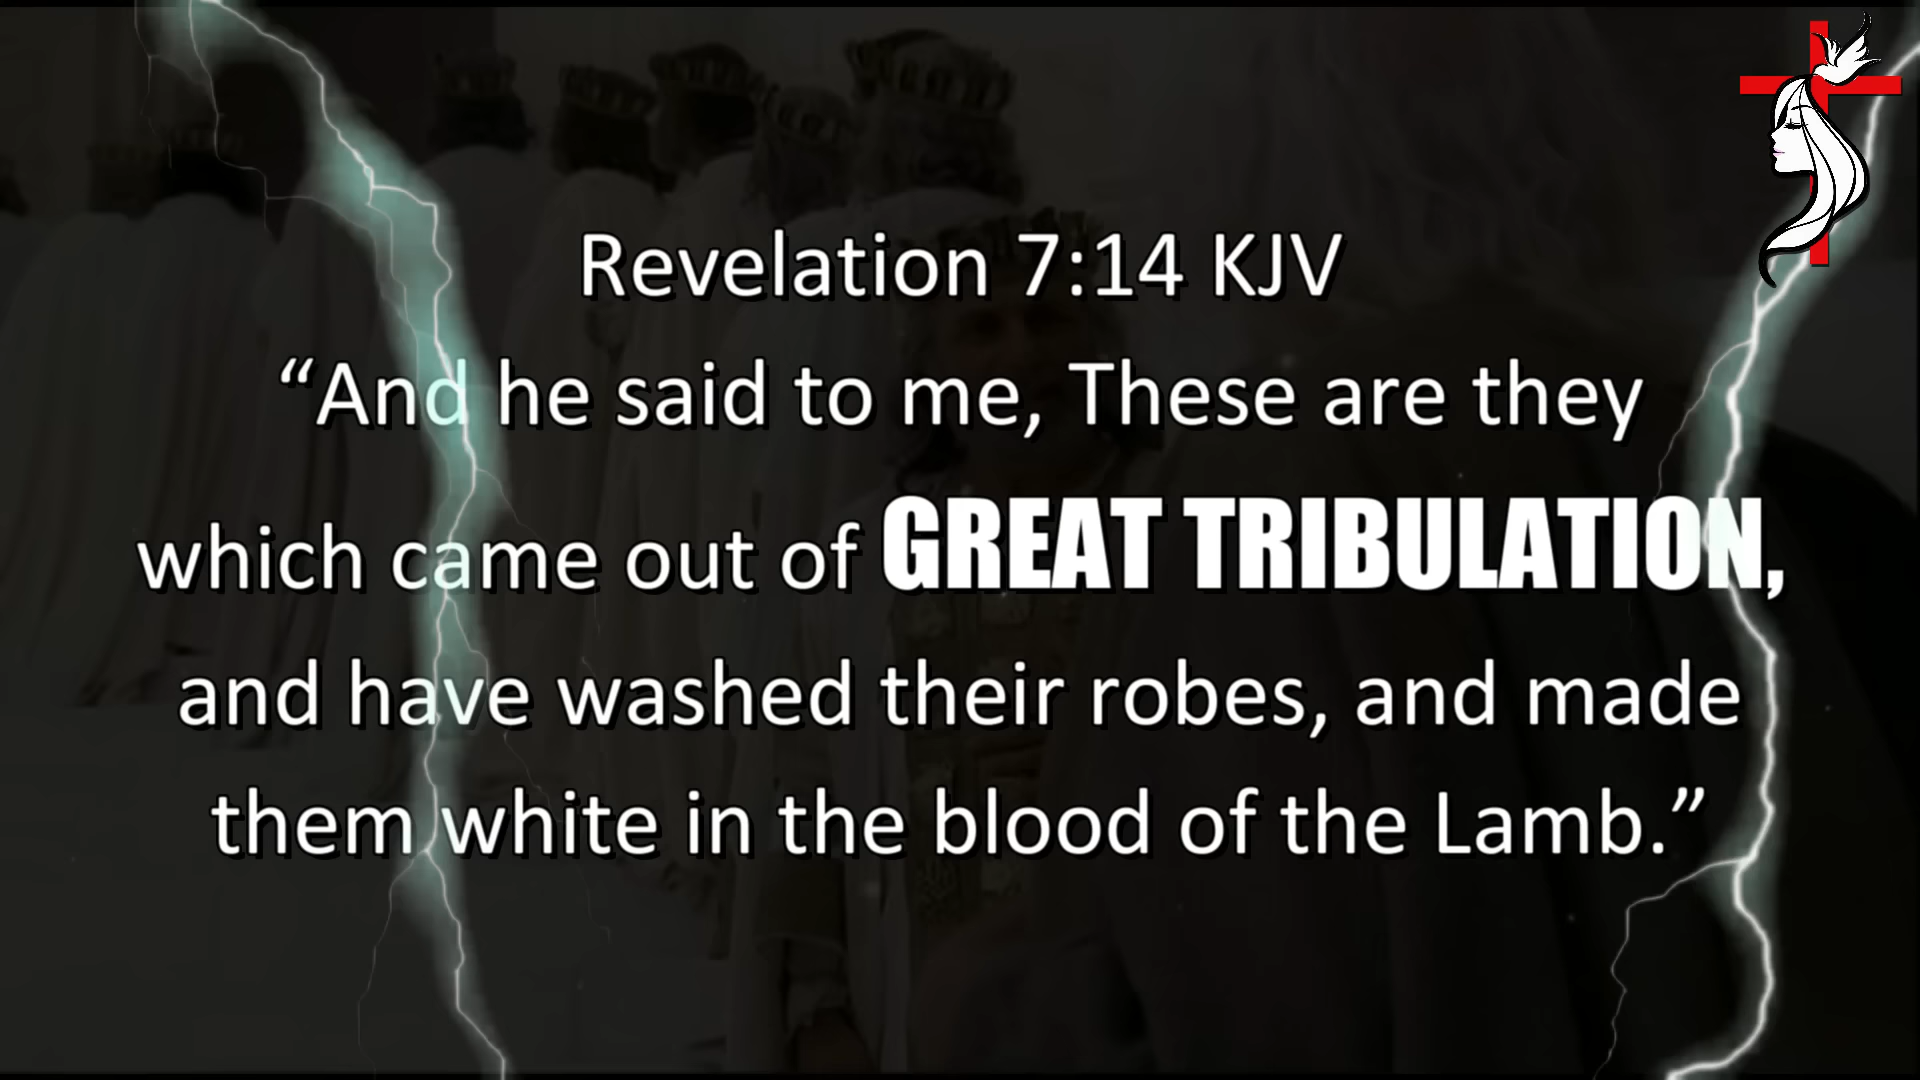 Revelation 7:14 KJV
“And he said to me, These are they
which came out of GREAT TRIBULATION,
and have washed their robes, and made
them white in the blood of the Lamb.”